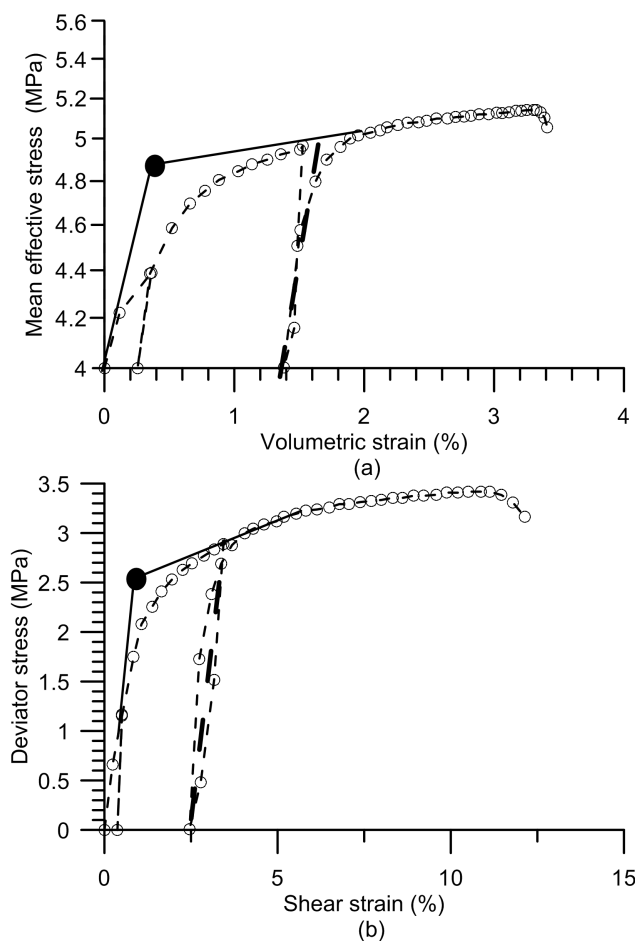 5.6
5.4
5.2
5
4.8
4.6
4.4
4.2
4
Mean effective stress (MPa)
0 1 2 3 4
Volumetric strain (%)
(a)
3.5
3
2.5
2
1.5
1
0.5
0
Deviator stress (MPa)
0 5 10 15
Shear strain (%)
(b)